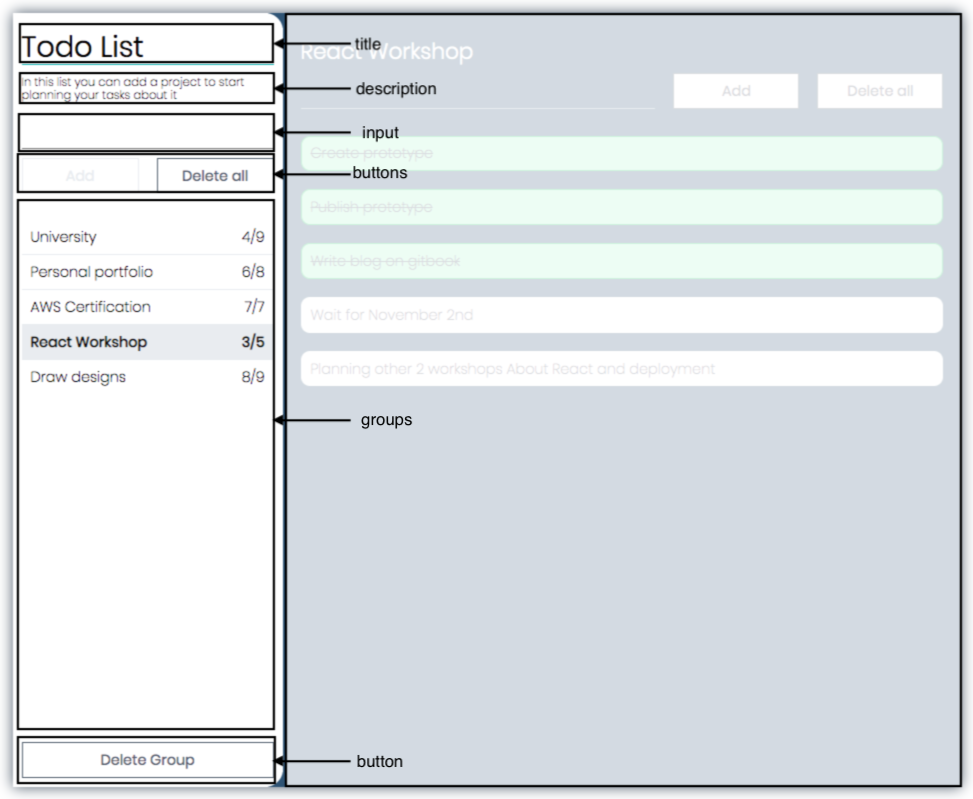 Todo List
title
In this list you can add a project to start
planning your tasks about it
description
input
Add
Delete all
buttons
University 4/9
Personal portfolio 6/8
AWS Certification 7/7
React Workshop 3/5
Draw designs 8/9
groups
Delete Group
button
React Workshop
Add
Delete all
Create prototype
Publish prototype
Write blog on gitbook
Wait for November 2nd
Planning other 2 workshops About React and deployment